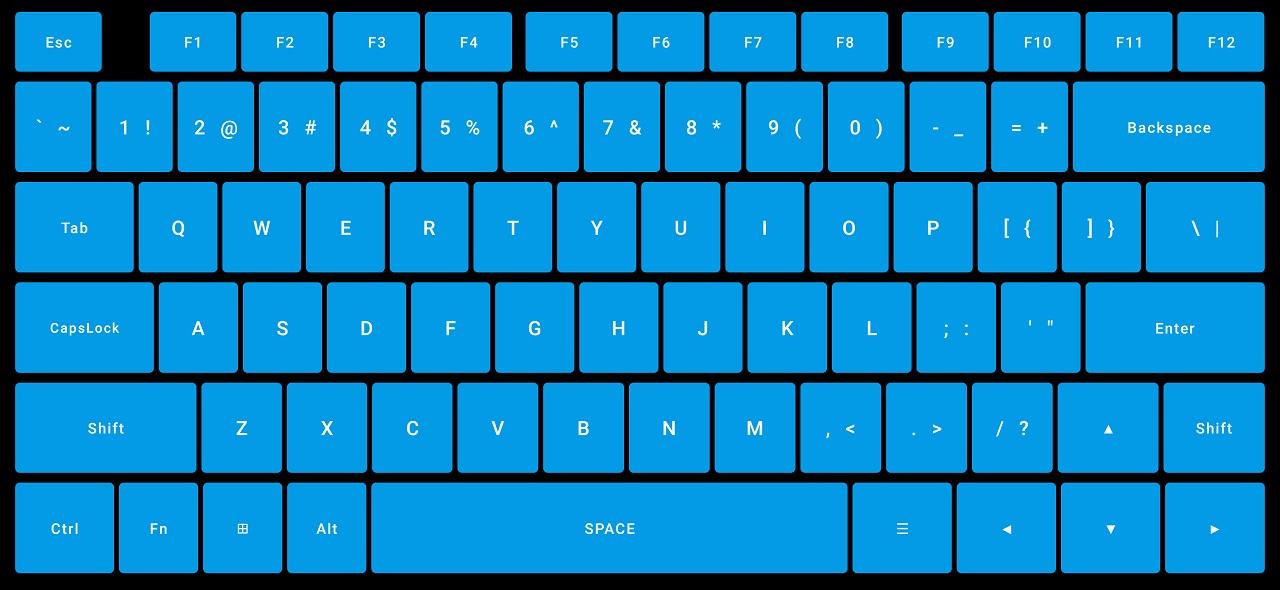 Esc F1 F2 F3 F4 F5 F6 F7 F8 F9 F10 F11 F12
` ~ 1 ! 2 @ 3 # 4 $ 5 % 6 ^ 7 & 8 * 9 ( 0 ) - _ = + Backspace
Tab Q W E R T Y U I O P [ { ] } \ |
CapsLock A S D F G H J K L ; : ' " Enter
Shift Z X C V B N M , < . > / ? ▲ Shift
Ctrl Fn ⊞ Alt SPACE ☰ ◄ ▼ ►